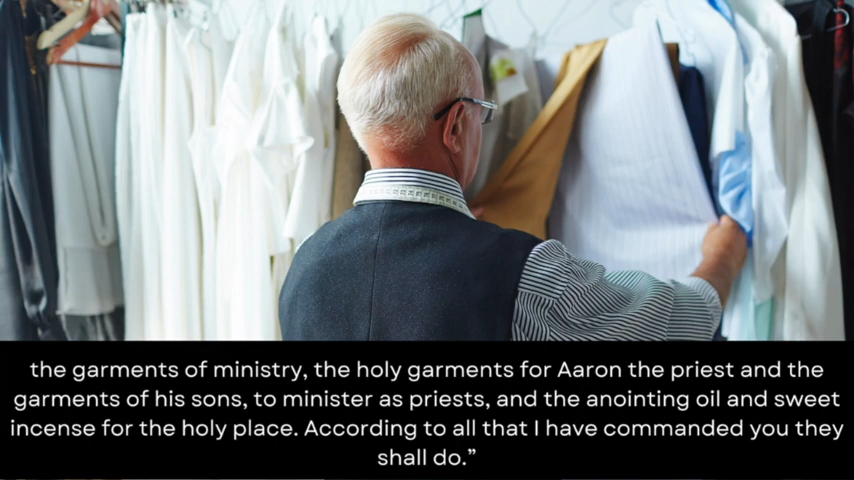 the garments of ministry, the holy garments for Aaron the priest and the
garments of his sons, to minister as priests, and the anointing oil and sweet
incense for the holy place. According to all that I have commanded you they
shall do.”